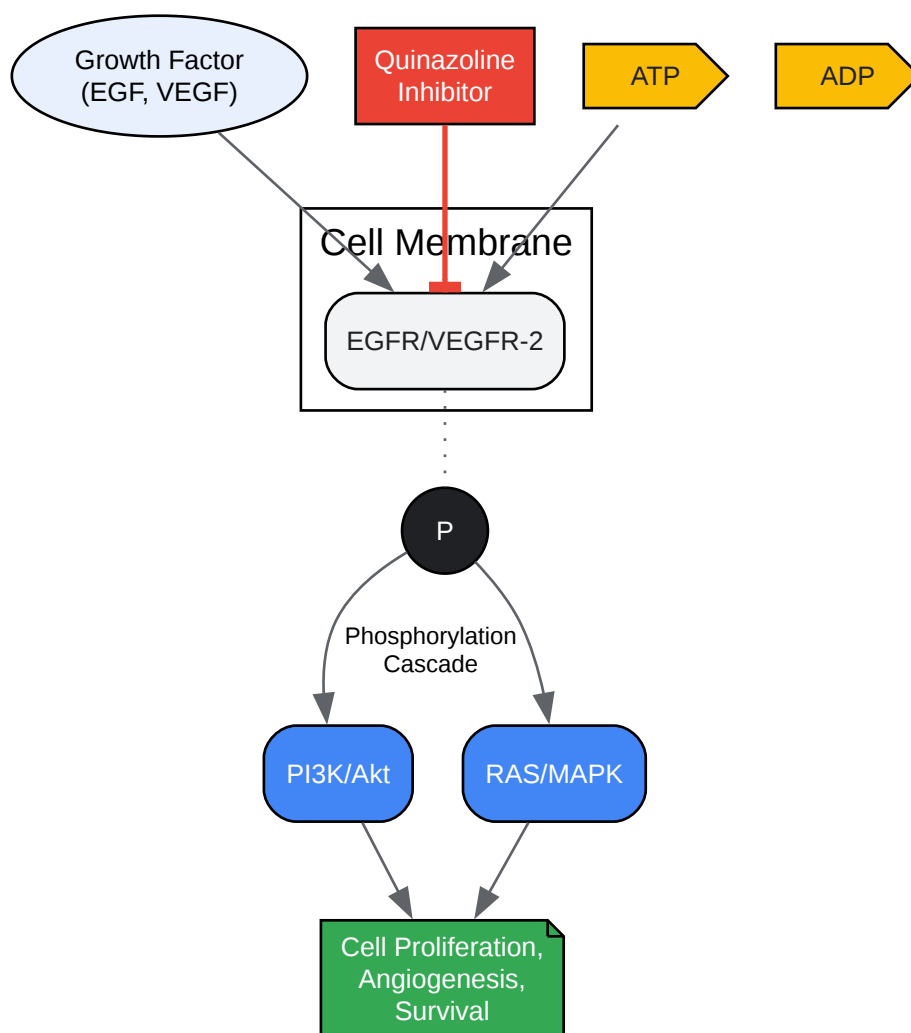 Growth Factor
(EGF, VEGF)
Quinazoline
Inhibitor
ATP
ADP
Cell Membrane
EGFR/VEGFR-2
P
Phosphorylation
Cascade
PI3K/Akt
RAS/MAPK
Cell Proliferation,
Angiogenesis,
Survival